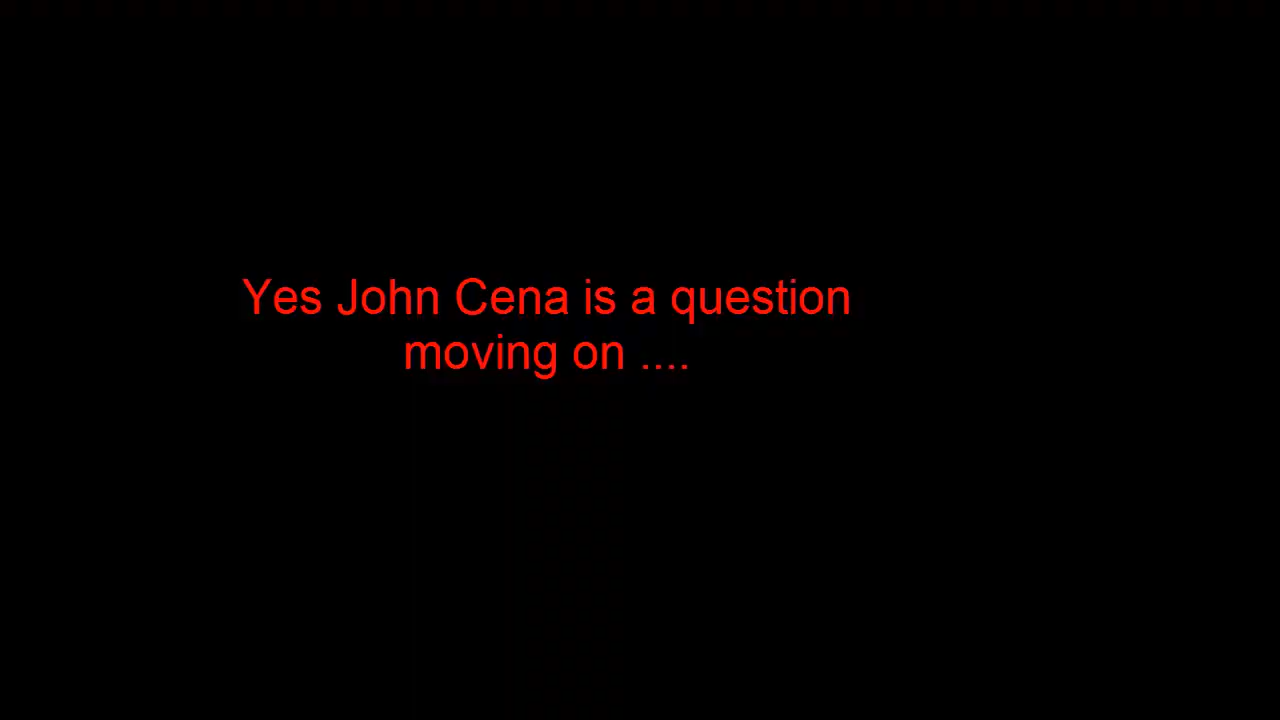 Yes John Cena is a question
moving on ....